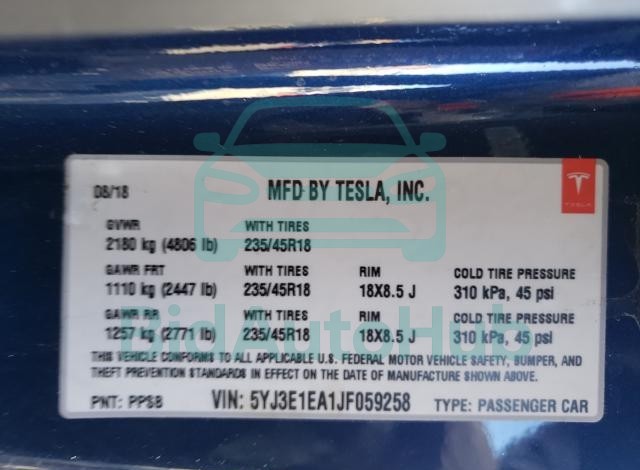 08/18 MFD BY TESLA, INC.
TESLA
GVWR WITH TIRES
2180 kg (4806 lb) 235/45R18
GAWR FRT WITH TIRES RIM COLD TIRE PRESSURE
1110 kg (2447 lb) 235/45R18 18X8.5 J 310 kPa, 45 psi
GAWR RR WITH TIRES RIM COLD TIRE PRESSURE
1257 kg (2771 lb) 235/45R18 18X8.5 J 310 kPa, 45 psi
BidAutoHub
THIS VEHICLE CONFORMS TO ALL APPLICABLE U.S. FEDERAL MOTOR VEHICLE SAFETY, BUMPER, AND
THEFT PREVENTION STANDARDS IN EFFECT ON THE DATE OF MANUFACTURE SHOWN ABOVE.
PNT: PPSB VIN: 5YJ3E1EA1JF059258 TYPE: PASSENGER CAR